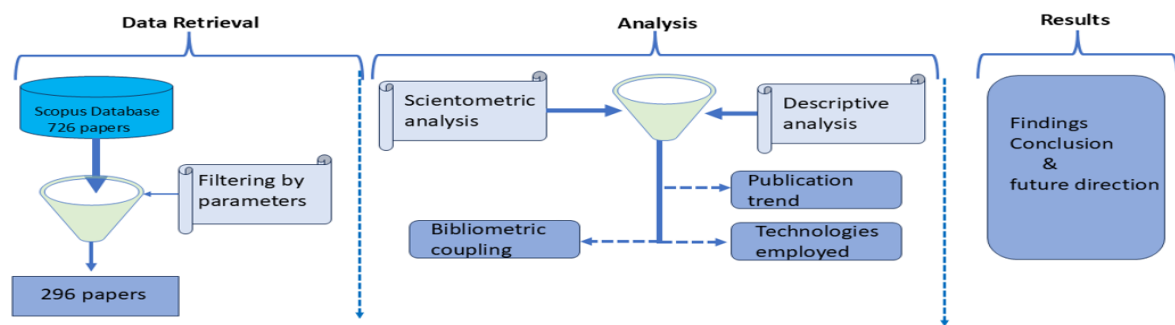 Data Retrieval
Scopus Database
726 papers
Filtering by
parameters
296 papers
Analysis
Scientometric
analysis
Descriptive
analysis
Publication
trend
Bibliometric
coupling
Technologies
employed
Results
Findings
Conclusion
&
future direction